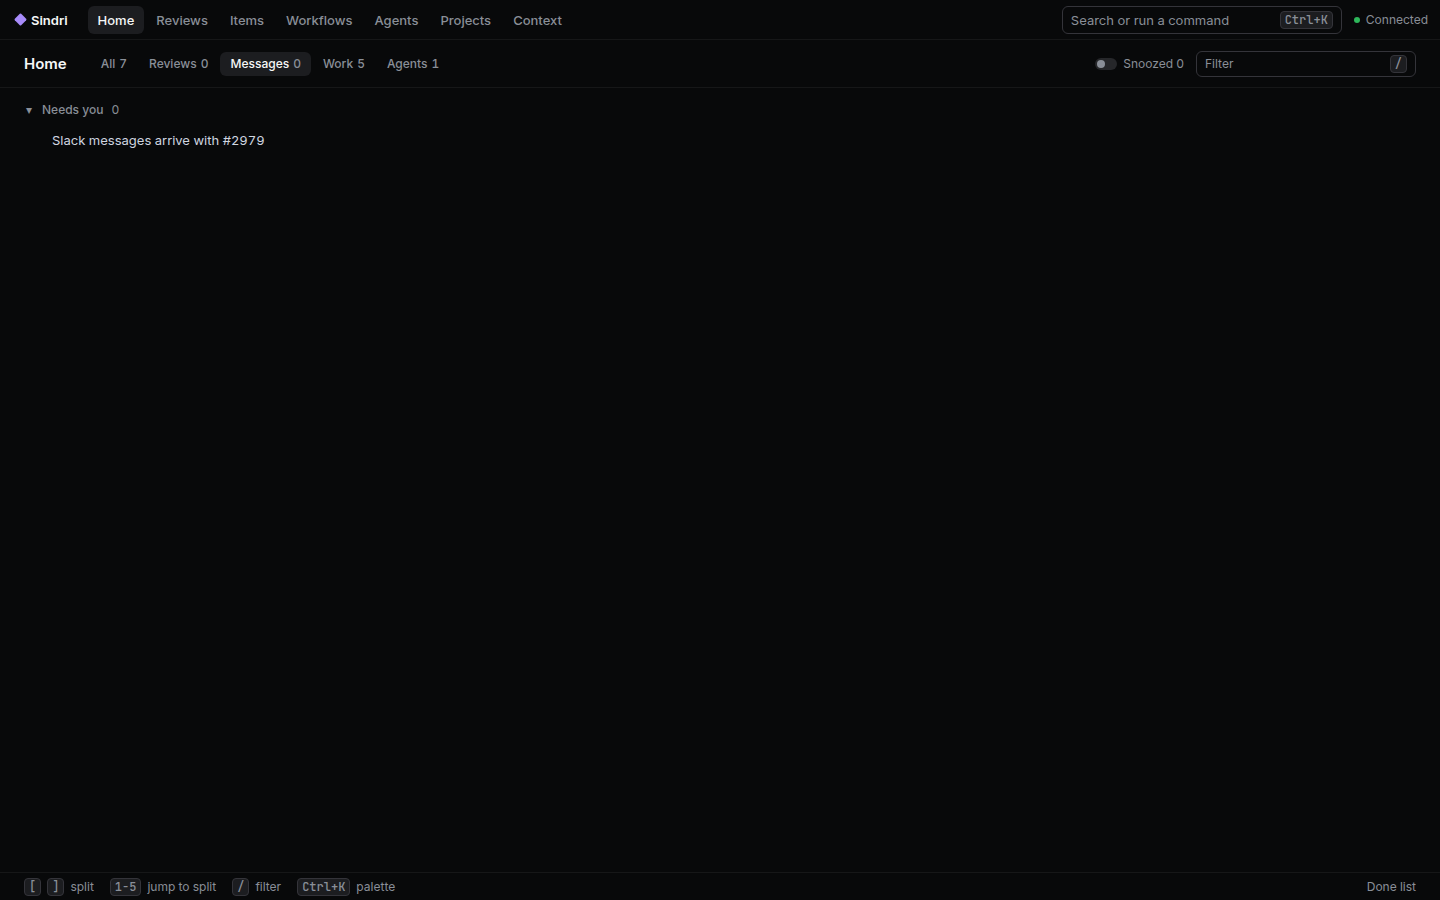 Sindri Home Reviews Items Workflows Agents Projects Context Search or run a command Ctrl+K Connected
Home All 7 Reviews 0 Messages 0 Work 5 Agents 1 Snoozed 0 Filter /
▾ Needs you 0
Slack messages arrive with #2979
[ ] split 1-5 jump to split / filter Ctrl+K palette Done list